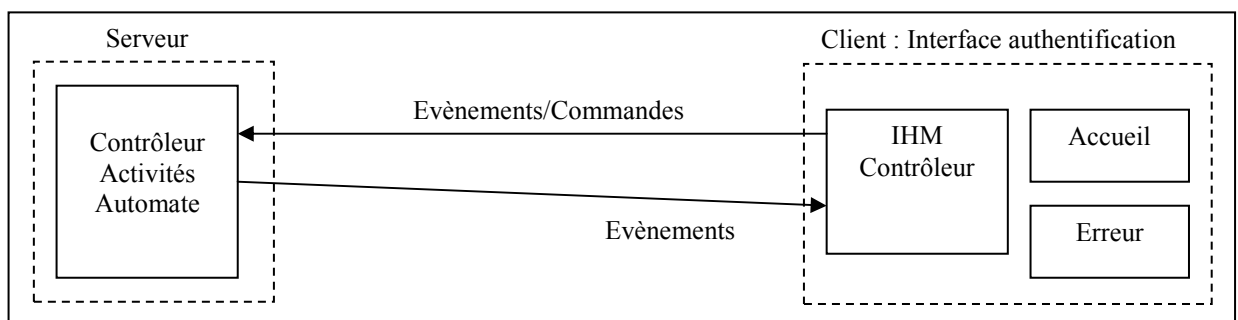 Serveur
Client : Interface authentification
Contrôleur
Activités
Automate
Evènements/Commandes
Evènements
IHM
Contrôleur
Accueil
Erreur